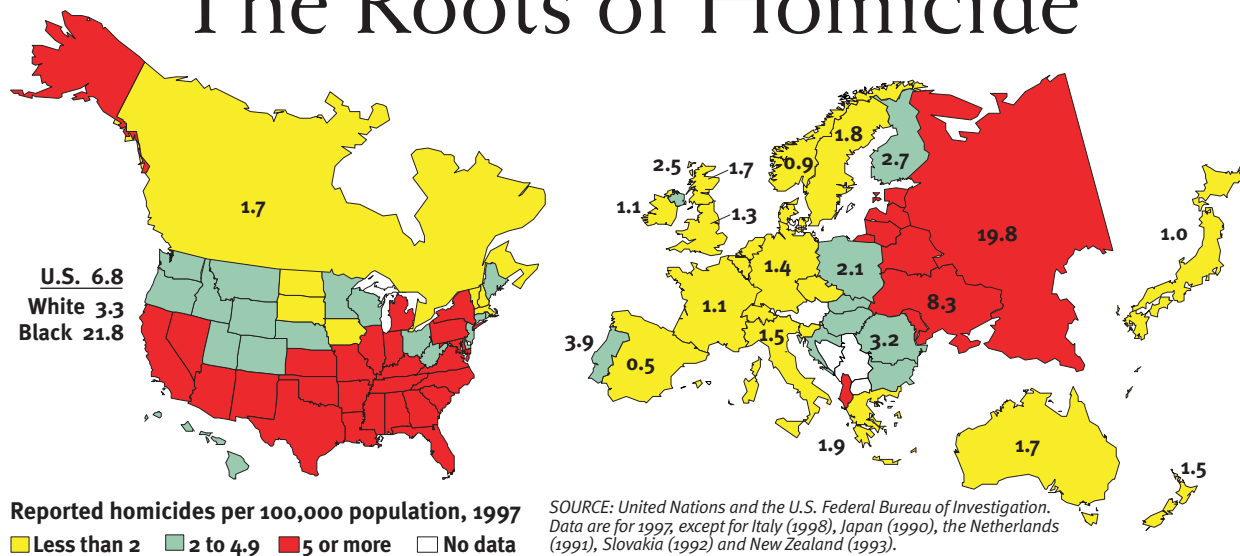 The Roots of Homicide
1.7
U.S. 6.8
White 3.3
Black 21.8
2.5
1.7
1.1
1.3
0.9
1.8
2.7
19.8
1.4
2.1
8.3
1.1
1.5
3.2
3.9
0.5
1.9
1.0
1.7
1.5
Reported homicides per 100,000 population, 1997
Less than 2 2 to 4.9 5 or more No data
SOURCE: United Nations and the U.S. Federal Bureau of Investigation.
Data are for 1997, except for Italy (1998), Japan (1990), the Netherlands
(1991), Slovakia (1992) and New Zealand (1993).